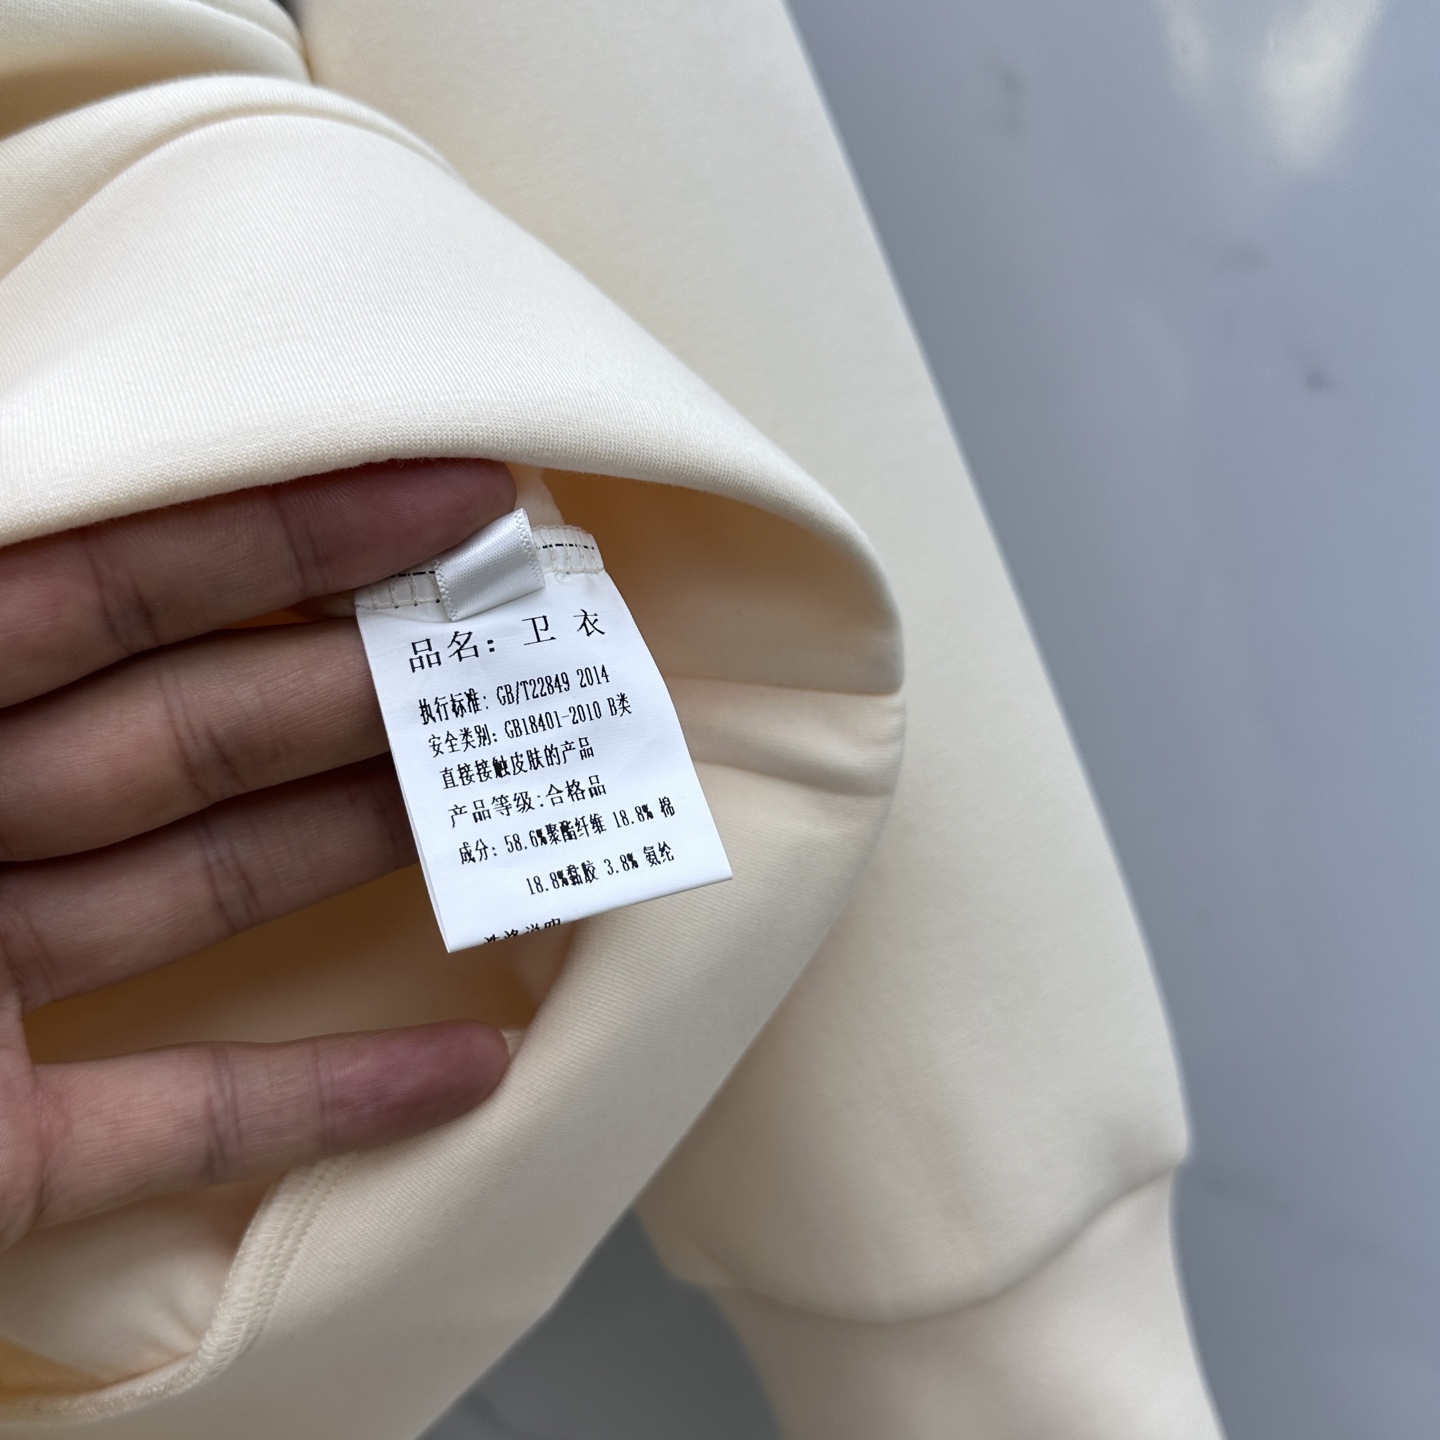 品名: 卫 衣
执行标准: GB/T22849 2014
安全类别: GB18401-2010 B类
直接接触皮肤的产品
产品等级:合格品
成分: 58.6%聚酯纤维 18.8% 棉
18.8%黏胶 3.8% 氨纶